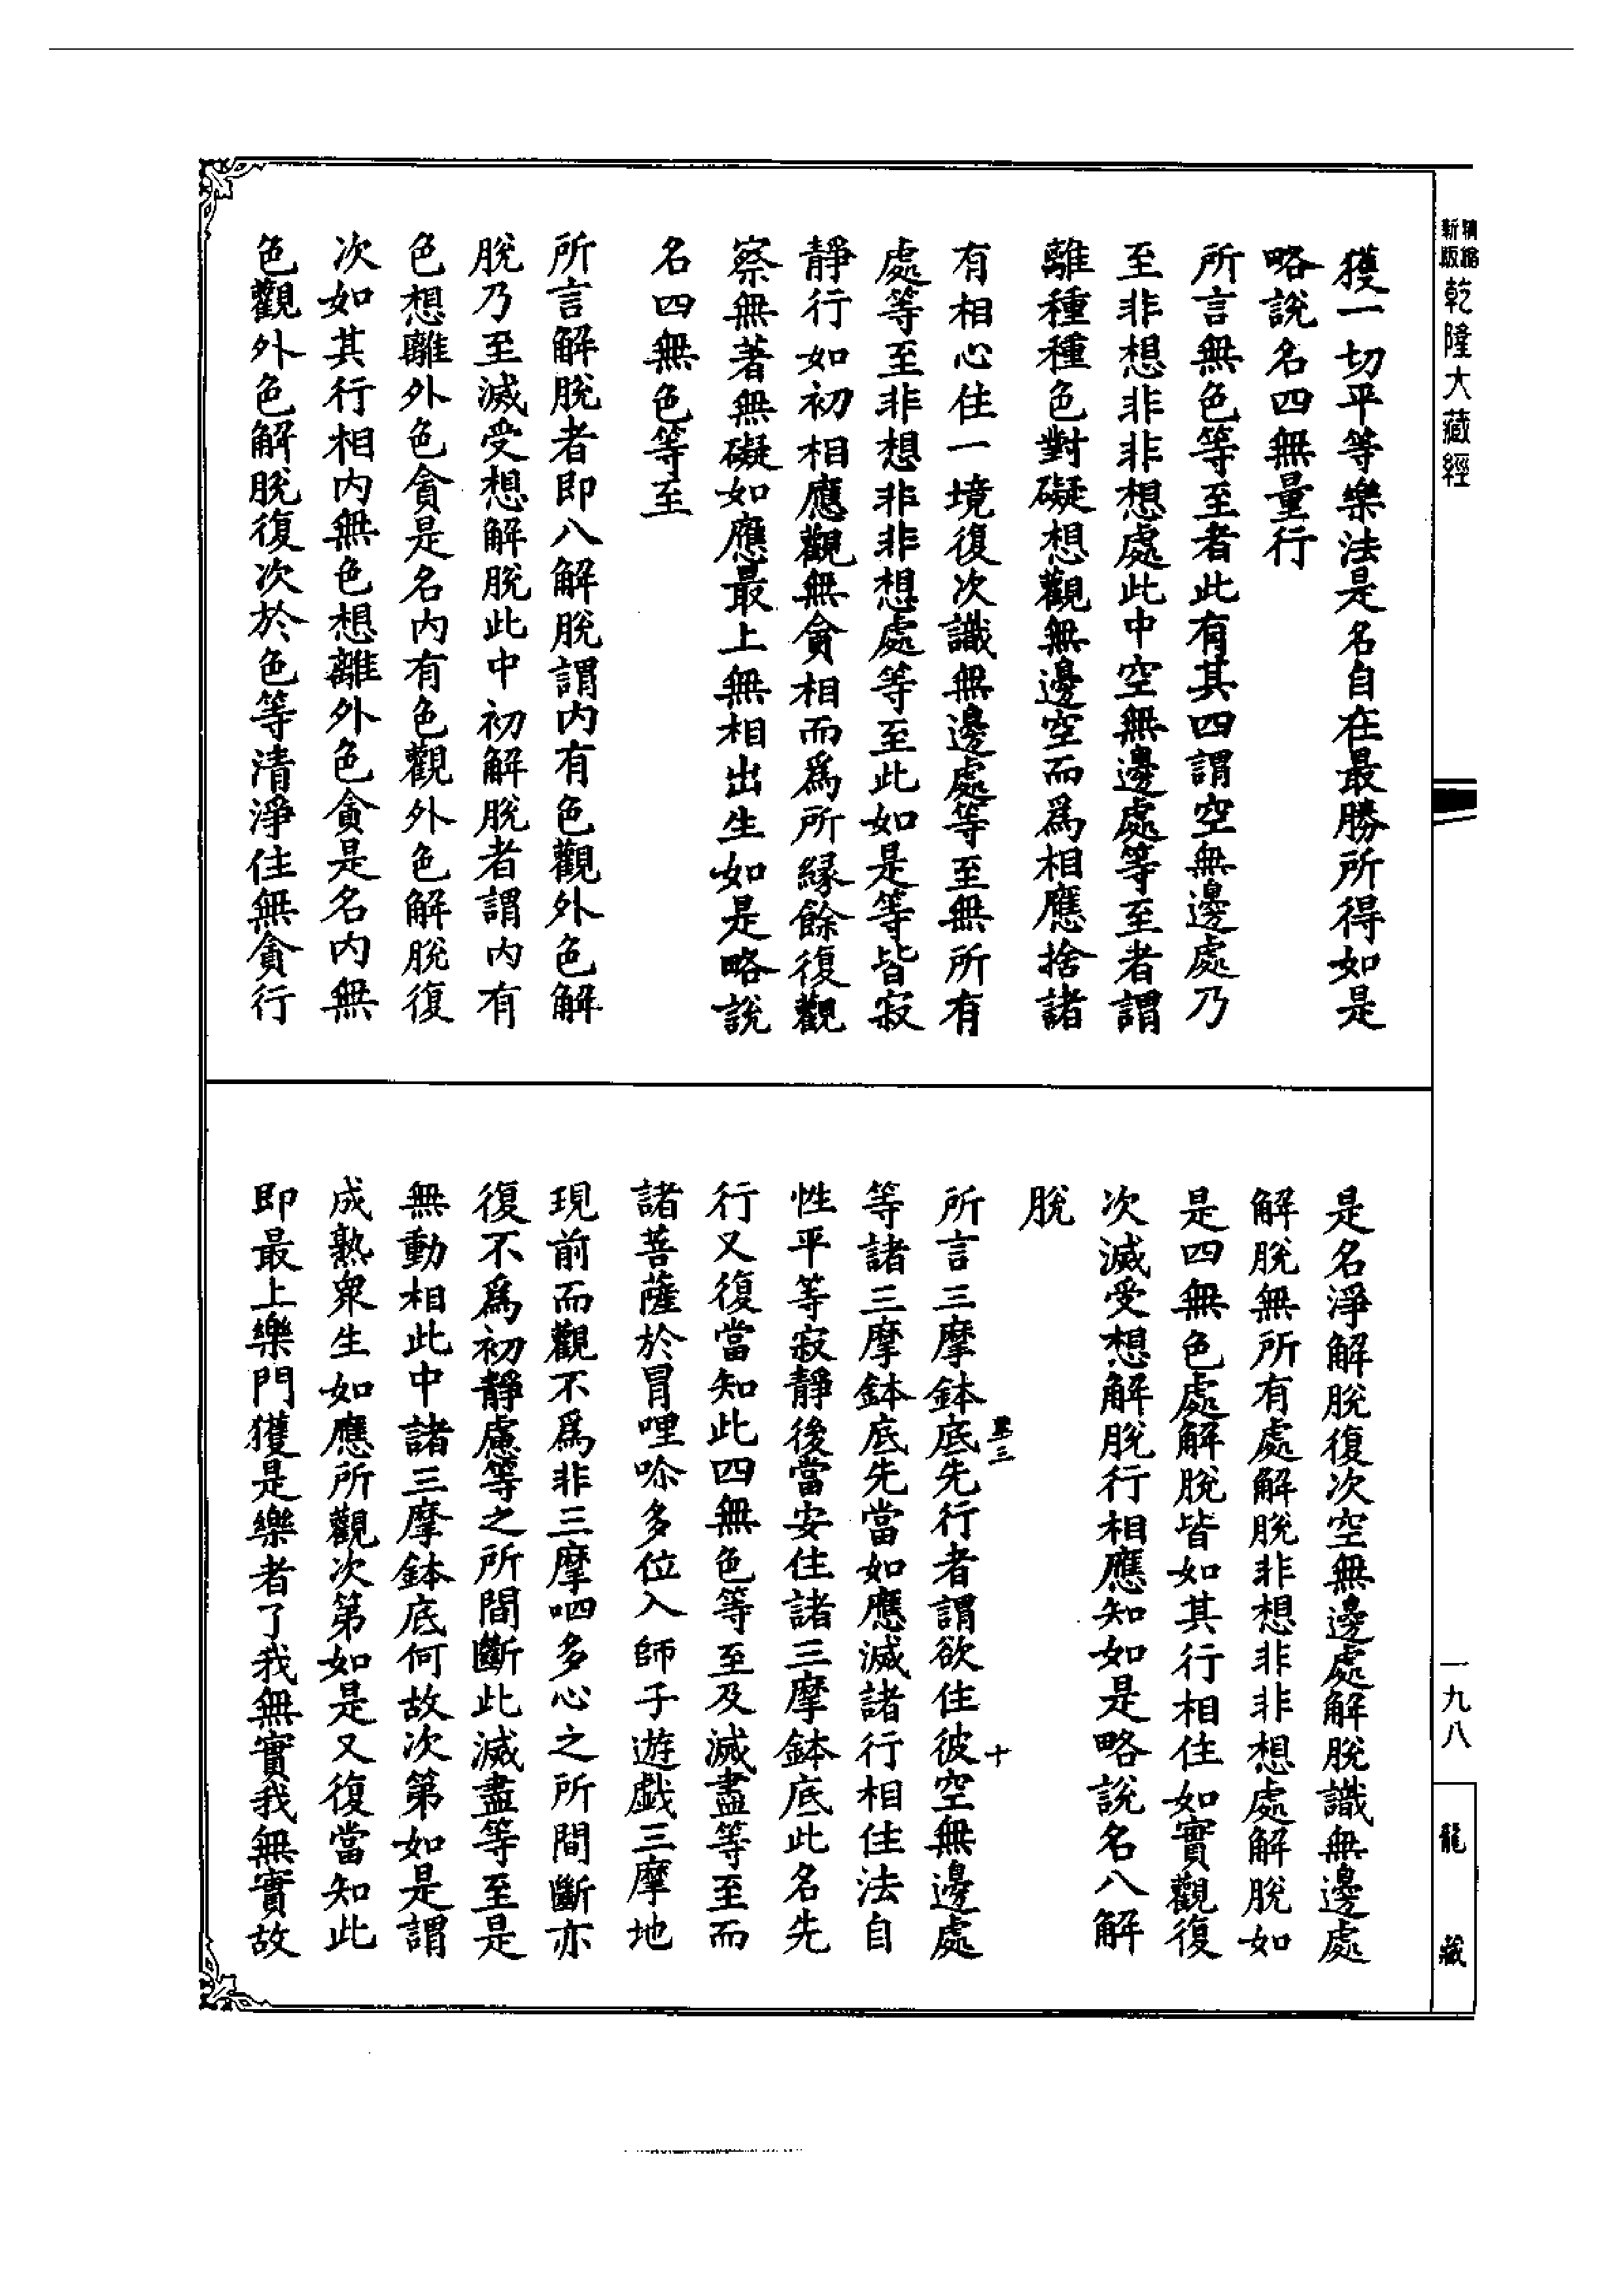 精縮
新版
乾隆大藏經
獲一切平等樂法是名自在最勝所得如是
略說名四無量行
所言無色等至者此有其四謂空無邊處乃
至非想非非想處此中空無邊處等至者謂
離種種色對礙想觀無邊空而爲相應捨諸
有相心住一境復次識無邊處等至無所有
處等至非想非非想處等至此如是等皆寂
靜行如初相應觀無貪相而爲所緣餘復觀
察無著無礙如應最上無相出生如是略說
名四無色等至
所言解脫者即八解脫謂內有色觀外色解
脫乃至滅受想解脫此中初解脫者謂內有
色想離外色貪是名內有色觀外色解脫復
次如其行相內無色想離外色貪是名內無
色觀外色解脫復次於色等清淨住無貪行
是名淨解脫復次空無邊處解脫識無邊處
解脫無所有處解脫非想非非想處解脫如
是四無色處解脫皆如其行相住如實觀復
次滅受想解脫行相應知如是略說名八解
脫
所言三摩鉢底先行者謂欲住彼空無邊處
等諸三摩鉢底先當如應滅諸行相住法自
性平等寂靜後當安住諸三摩鉢底此名先
行又復當知此四無色等至及滅盡等至而
諸菩薩於冒哩吹多位入師子遊戲三摩地
現前而觀不爲非三摩呬多心之所間斷亦
復不爲初靜慮等之所間斷此滅盡等至是
無動相此中諸三摩鉢底何故次第如是謂
成熟衆生如應所觀次第如是又復當知此
即最上樂門獲是樂者了我無實我無實故
十
一九八
龍藏